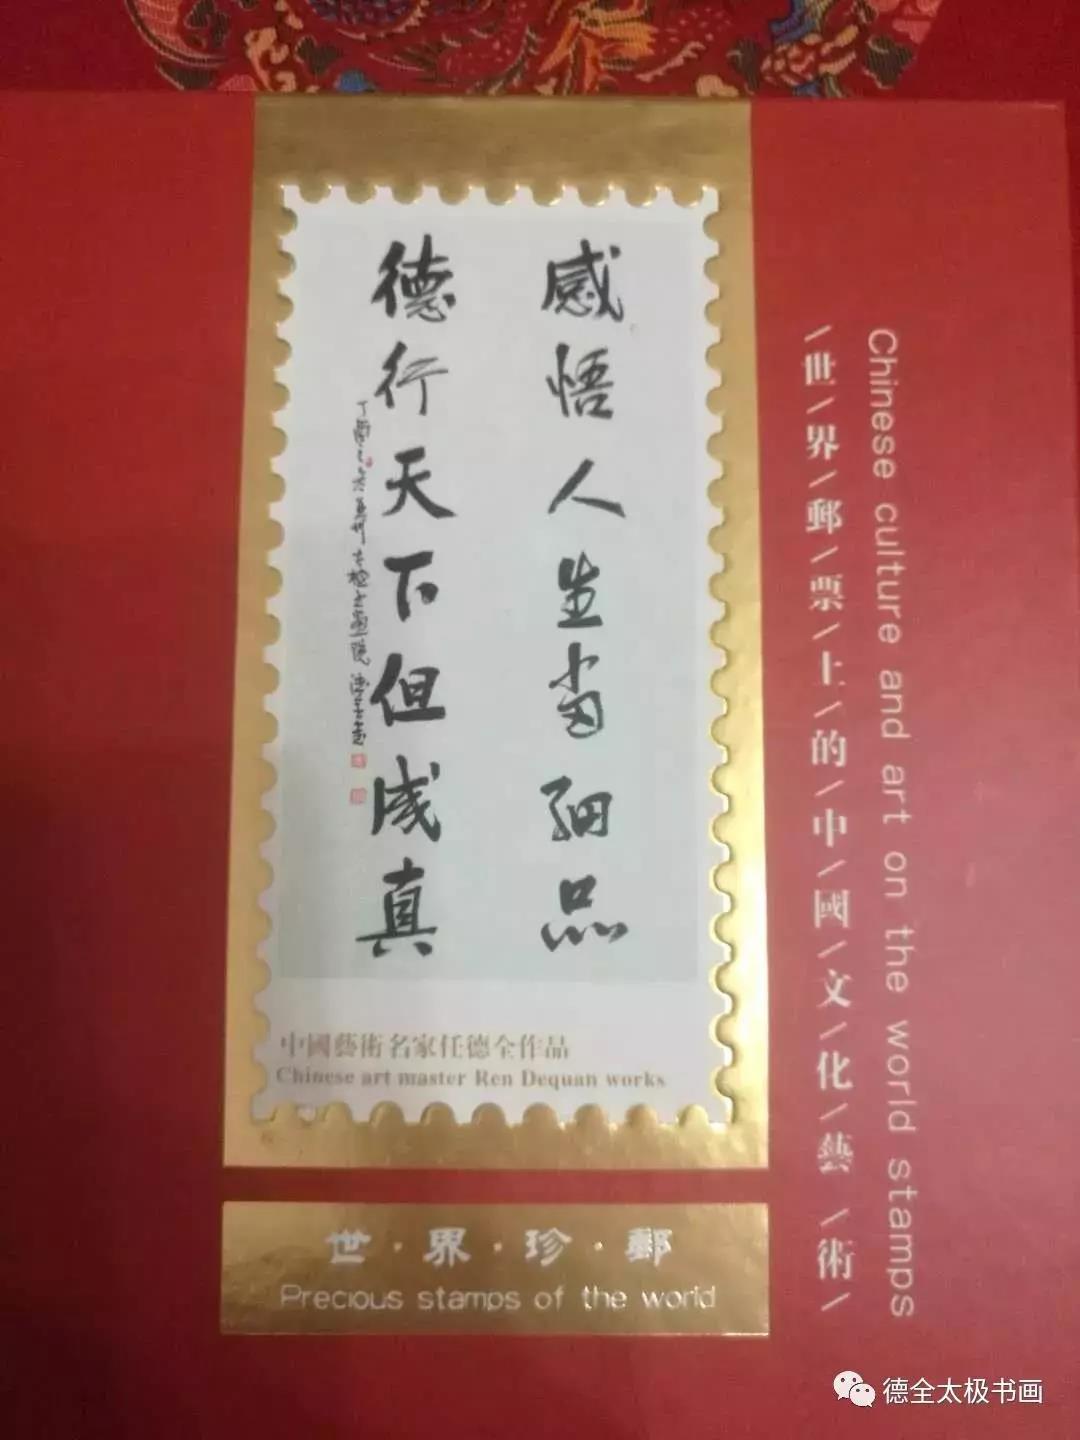 感悟人生当细品
德行天下但成真
中國藝術名家任德全作品
Chinese art master Ren Dequan works
世·界·珍·郵
Precious stamps of the world
\世\界\郵\票\上\的\中\國\文\化\藝\術\
Chinese culture and art on the world stamps
德全太极书画